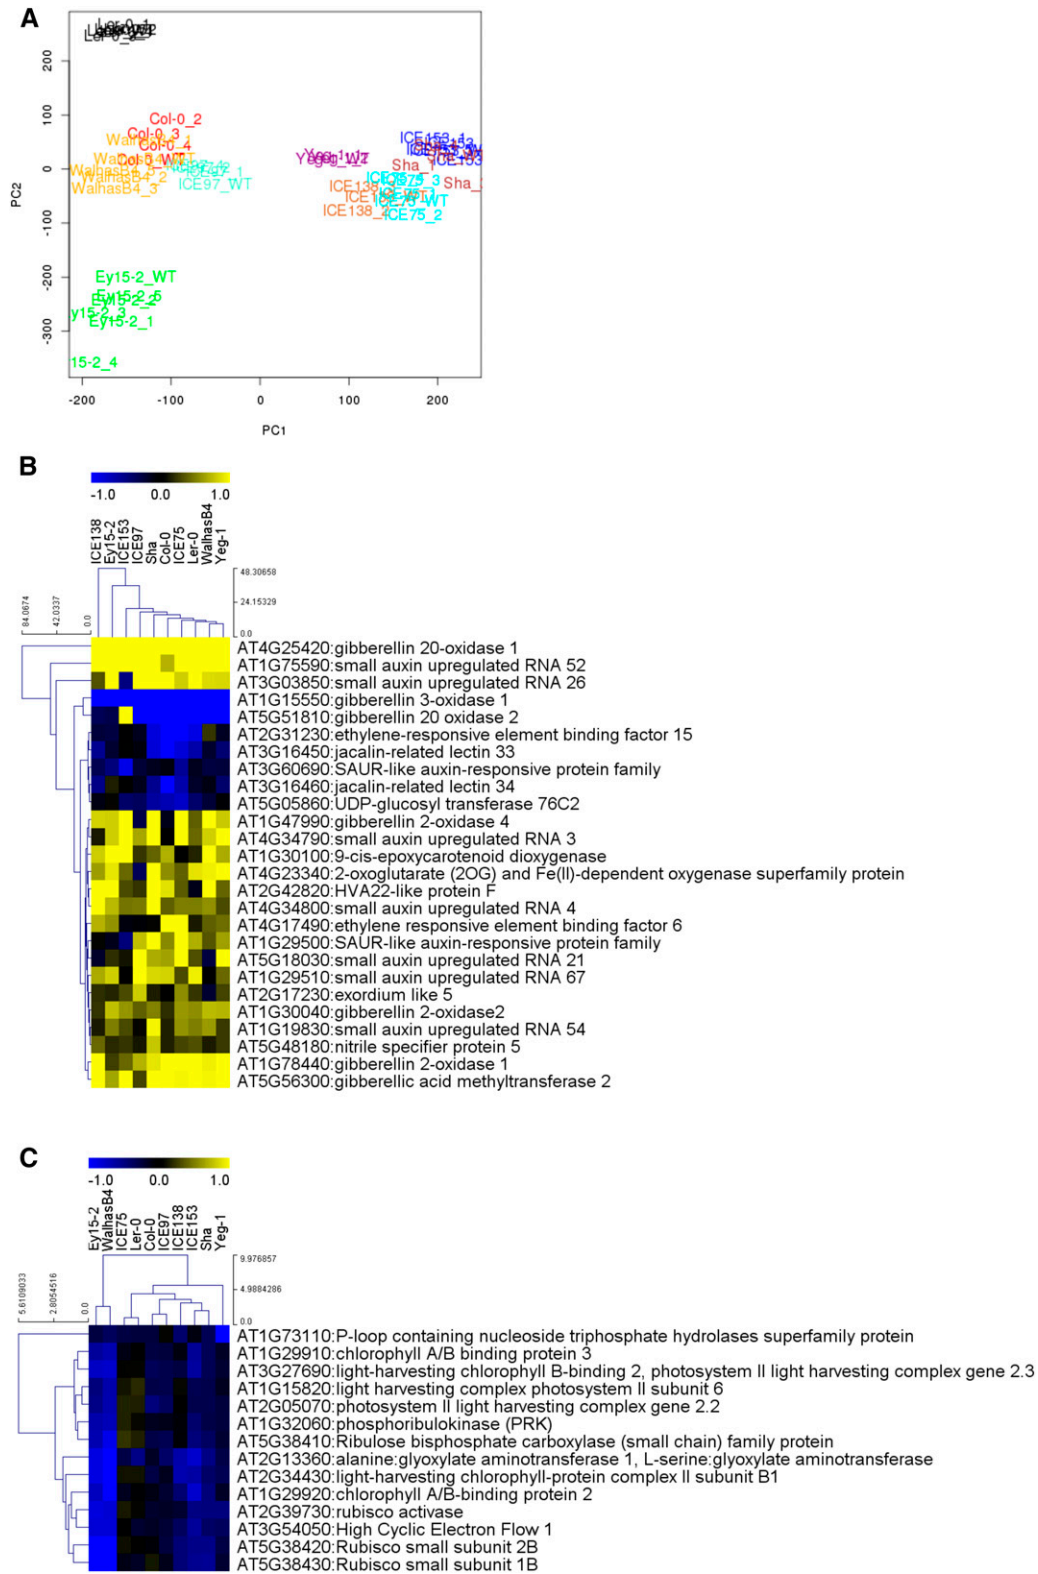 A
Col-0_2
Col-0_3
Col-0_4
WalhasB4_2
WalhasB4_3
ICE97_WT
Ey15-2_WT
Ey15-2_5
Ey15-2_2
y15-2_3
Ey15-2_1
15-2_4
ICE153_1
Sha_1
Sha_
ICE138_2
ICE75_3
ICE75_WT
ICE75_2
200
100
0
-100
-200
-300
PC2
-200
-100
0
100
200
PC1
B
-1.0
0.0
1.0
ICE138
Ey15-2
ICE153
ICE97
Sha
Col-0
ICE75
Ler-0
WalhasB4
Yeg-1
48.30658
24.15329
0.0
84.0674
42.0337
0.0
AT4G25420:gibberellin 20-oxidase 1
AT1G75590:small auxin upregulated RNA 52
AT3G03850:small auxin upregulated RNA 26
AT1G15550:gibberellin 3-oxidase 1
AT5G51810:gibberellin 20 oxidase 2
AT2G31230:ethylene-responsive element binding factor 15
AT3G16450:jacalin-related lectin 33
AT3G60690:SAUR-like auxin-responsive protein family
AT3G16460:jacalin-related lectin 34
AT5G05860:UDP-glucosyl transferase 76C2
AT1G47990:gibberellin 2-oxidase 4
AT4G34790:small auxin upregulated RNA 3
AT1G30100:9-cis-epoxycarotenoid dioxygenase
AT4G23340:2-oxoglutarate (2OG) and Fe(II)-dependent oxygenase superfamily protein
AT2G42820:HVA22-like protein F
AT4G34800:small auxin upregulated RNA 4
AT4G17490:ethylene responsive element binding factor 6
AT1G29500:SAUR-like auxin-responsive protein family
AT5G18030:small auxin upregulated RNA 21
AT1G29510:small auxin upregulated RNA 67
AT2G17230:exordium like 5
AT1G30040:gibberellin 2-oxidase2
AT1G19830:small auxin upregulated RNA 54
AT5G48180:nitrile specifier protein 5
AT1G78440:gibberellin 2-oxidase 1
AT5G56300:gibberellic acid methyltransferase 2
C
-1.0
0.0
1.0
Ey15-2
WalhasB4
ICE75
Ler-0
Col-0
ICE97
ICE138
ICE153
Sha
Yeg-1
9.976857
4.9884286
0.0
5.6109033
2.8054516
0.0
AT1G73110:P-loop containing nucleoside triphosphate hydrolases superfamily protein
AT1G29910:chlorophyll A/B binding protein 3
AT3G27690:light-harvesting chlorophyll B-binding 2, photosystem II light harvesting complex gene 2.3
AT1G15820:light harvesting complex photosystem II subunit 6
AT2G05070:photosystem II light harvesting complex gene 2.2
AT1G32060:phosphoribulokinase (PRK)
AT5G38410:Ribulose bisphosphate carboxylase (small chain) family protein
AT2G13360:alanine:glyoxylate aminotransferase 1, L-serine:glyoxylate aminotransferase
AT2G34430:light-harvesting chlorophyll-protein complex II subunit B1
AT1G29920:chlorophyll A/B-binding protein 2
AT2G39730:rubisco activase
AT3G54050:High Cyclic Electron Flow 1
AT5G38420:Rubisco small subunit 2B
AT5G38430:Rubisco small subunit 1B